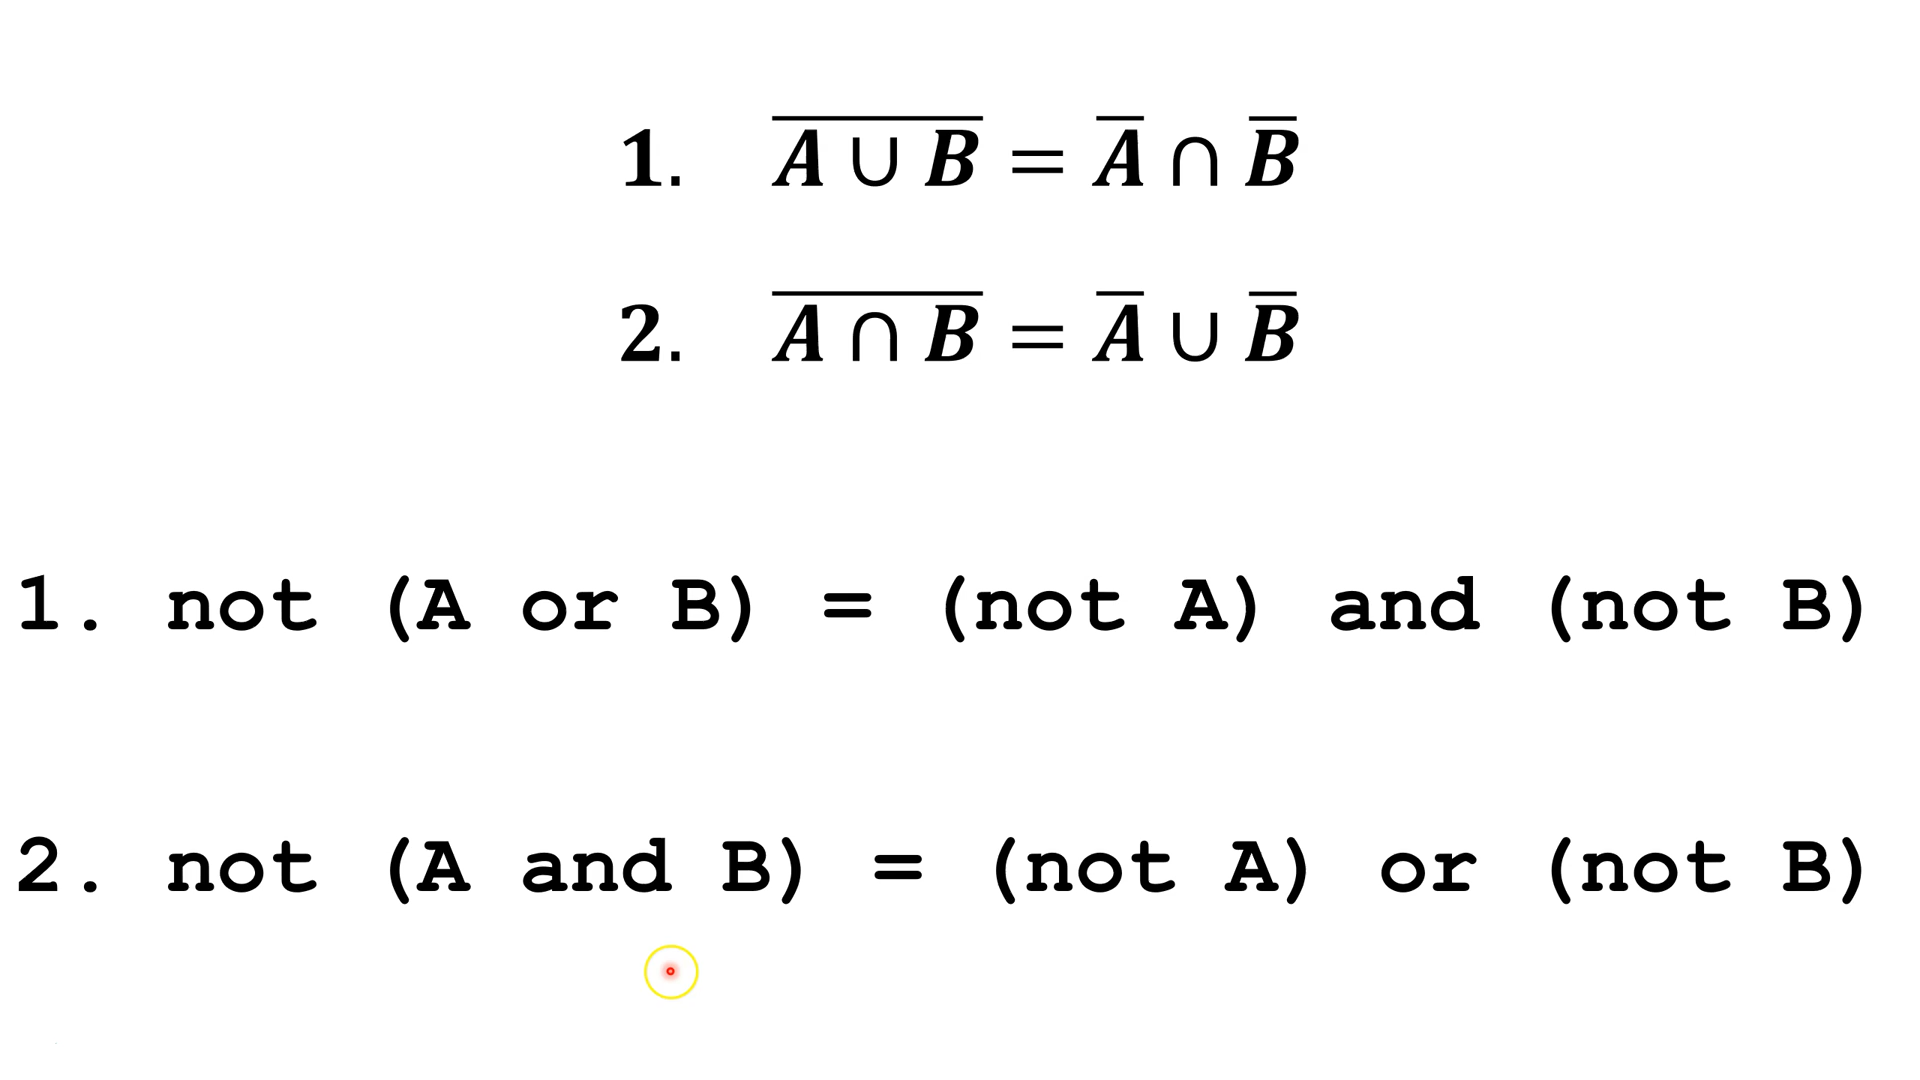 1. A̅ ̅∪̅ ̅B̅ = A̅ ∩ B̅
2. A̅ ̅∩̅ ̅B̅ = A̅ ∪ B̅
1. not (A or B) = (not A) and (not B)
2. not (A and B) = (not A) or (not B)